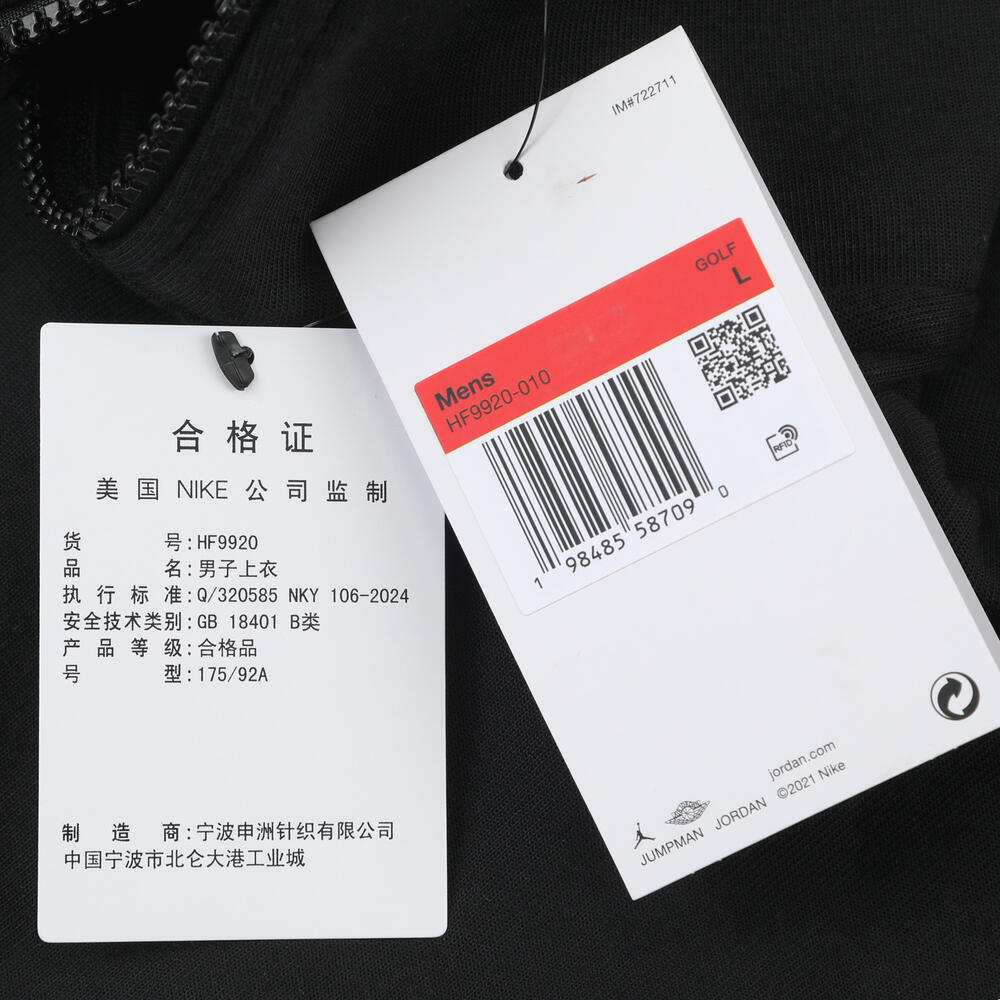 合格证
美国 NIKE 公司监制
货号:HF9920
品名:男子上衣
执行标准:Q/320585 NKY 106-2024
安全技术类别:GB 18401 B类
产品等级:合格品
号型:175/92A
制造商:宁波申洲针织有限公司
中国宁波市北仑大港工业城
IM#722711
GOLF
L
Mens
HF9920-010
RFID
1 98485 58709 0
jordan.com
©2021 Nike
JUMPMAN JORDAN